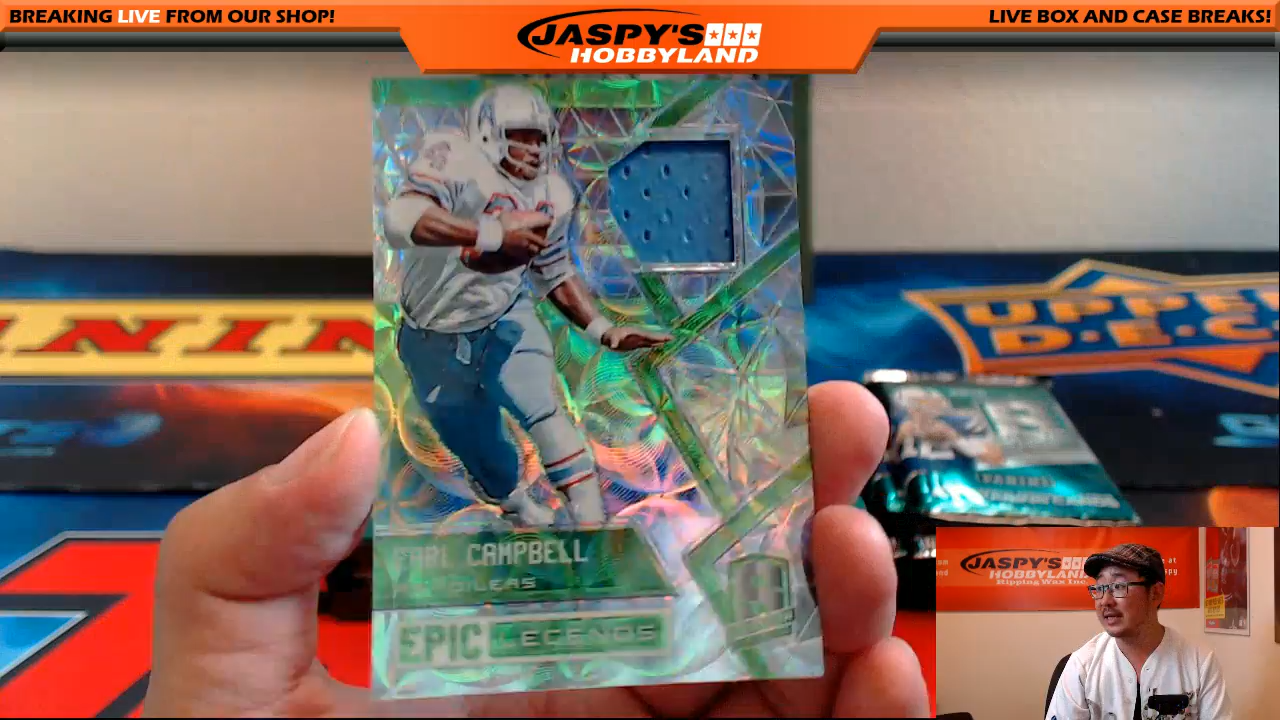 BREAKING LIVE FROM OUR SHOP!
JASPY'S
HOBBYLAND
LIVE BOX AND CASE BREAKS!
EARL CAMPBELL
OILERS
EPIC LEGENDS
UPPER
D·E·C
PANINI
JASPY'S
HOBBYLAND
Ripping Wax Inc.